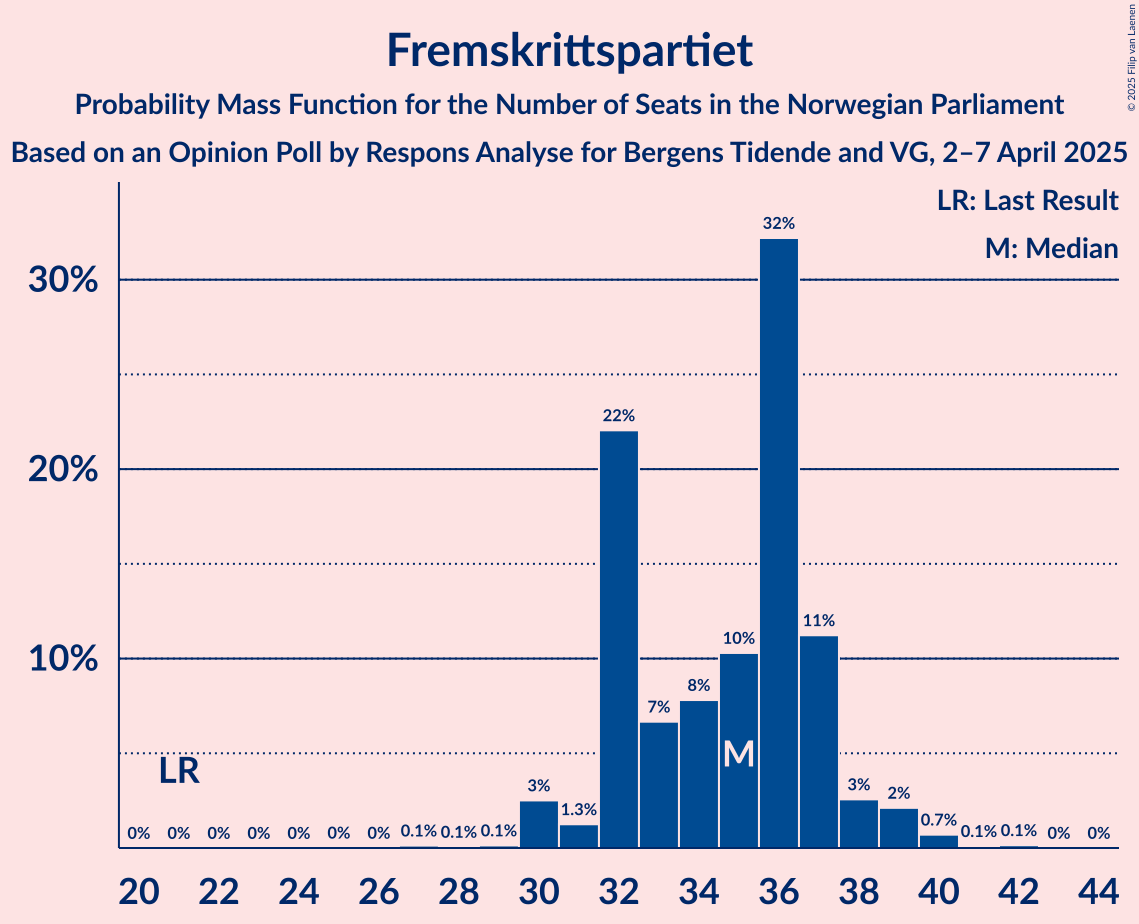 Fremskrittspartiet
Probability Mass Function for the Number of Seats in the Norwegian Parliament
Based on an Opinion Poll by Respons Analyse for Bergens Tidende and VG, 2–7 April 2025
© 2025 Filip van Laenen
LR: Last Result
M: Median
30%
20%
10%
0% 0% 0% 0% 0% 0% 0% 0.1% 0.1% 0.1% 3% 1.3% 22% 7% 8% 10% 32% 11% 3% 2% 0.7% 0.1% 0.1% 0% 0%
LR
M
20 22 24 26 28 30 32 34 36 38 40 42 44